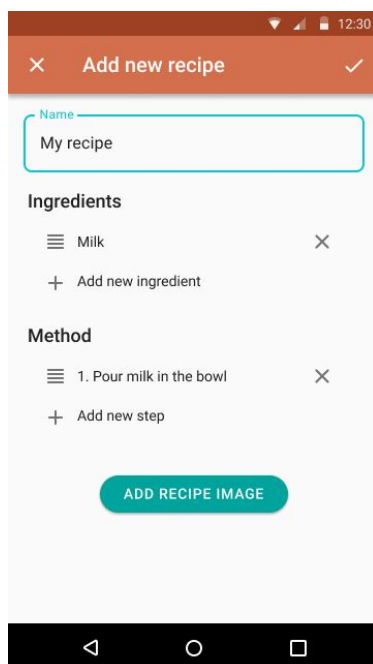 12:30
Add new recipe
Name
My recipe
Ingredients
Milk
Add new ingredient
Method
1. Pour milk in the bowl
Add new step
ADD RECIPE IMAGE